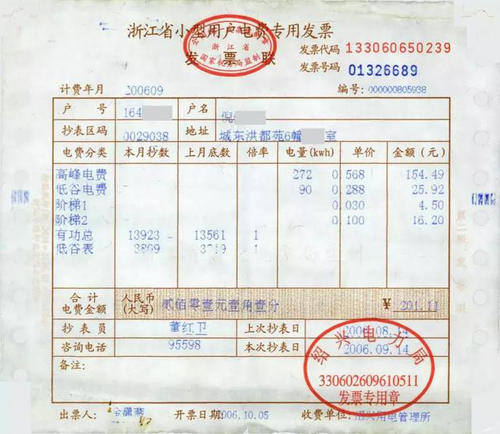 浙江省小型用户电费专用发票
发票联
浙江省
国家税务局监制
发票代码 133060650239
发票号码 01326689
计费年月 200609 编号: 000000805938
户号 164 户名 倪
抄表区码 0029038 地址 城东洪都苑6幢 室
电费分类 本月抄数 上月底数 倍率 电量(kwh) 单价 金额(元)
高峰电费 272 0.568 154.49
低谷电费 90 0.288 25.92
阶梯1 0.030 4.50
阶梯2 0.100 16.20
有功总 13923 - 13561 1
低谷表 3809 - 3719 1
合计电费金额 人民币(大写) 贰佰零壹元壹角壹分 ¥ 201.11
抄表员 董红卫 上次抄表日 2006.08.14
咨询电话 95598 本次抄表日 2006.09.14
备注:
绍兴电力局
330602609610511
发票专用章
出票人: 开票日期2006.10.05 收费单位: 绍兴用电管理所